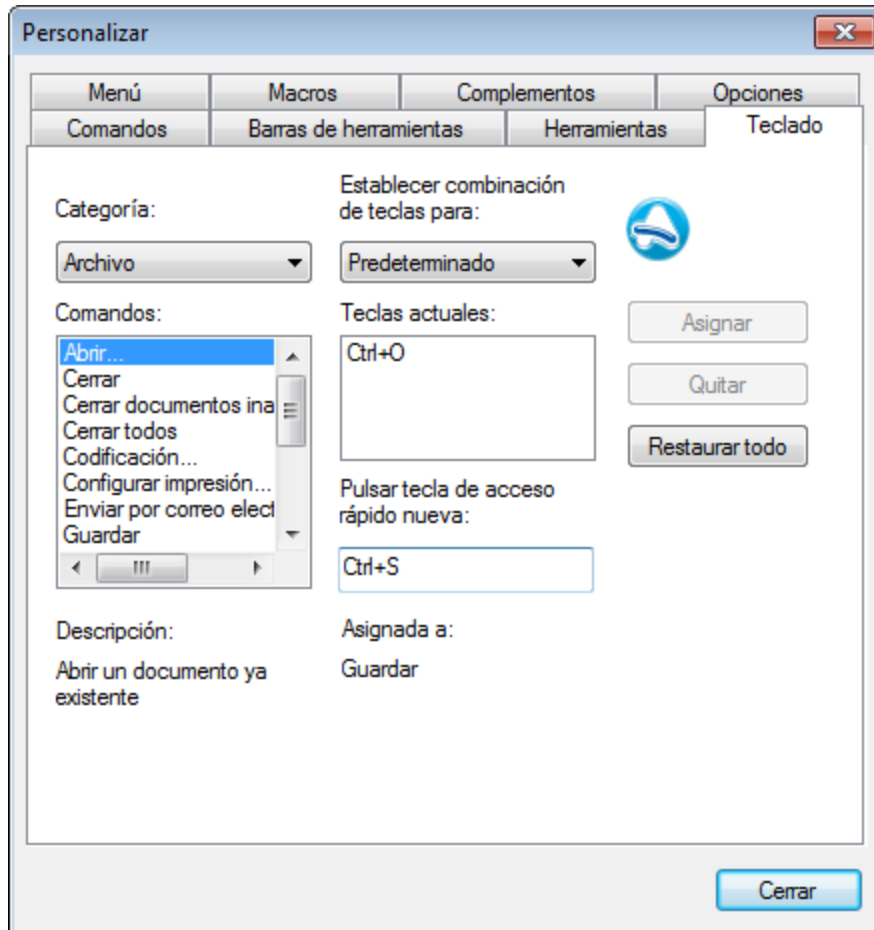 Personalizar
Menú
Macros
Complementos
Opciones
Comandos
Barras de herramientas
Herramientas
Teclado
Categoría:
Archivo
Establecer combinación
de teclas para:
Predeterminado
Comandos:
Abrir...
Cerrar
Cerrar documentos ina
Cerrar todos
Codificación...
Configurar impresión...
Enviar por correo elect
Guardar
Teclas actuales:
Ctrl+O
Asignar
Quitar
Restaurar todo
Pulsar tecla de acceso
rápido nueva:
Ctrl+S
Descripción:
Abrir un documento ya
existente
Asignada a:
Guardar
Cerrar